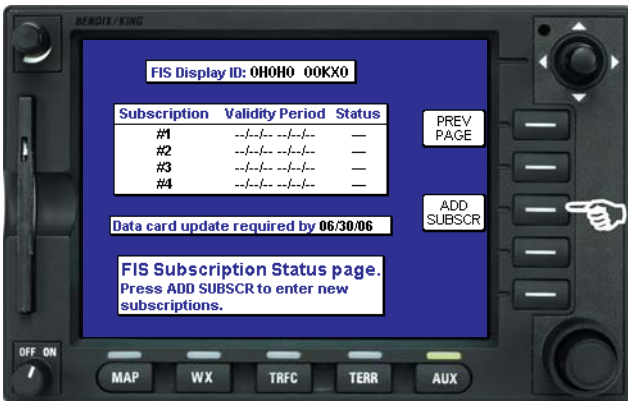 BENDIX/KING
FIS Display ID: 0H0H0 00KX0
Subscription Validity Period Status
#1 --/--/-- --/--/-- —
#2 --/--/-- --/--/-- —
#3 --/--/-- --/--/-- —
#4 --/--/-- --/--/-- —
PREV
PAGE
ADD
SUBSCR
Data card update required by 06/30/06
FIS Subscription Status page.
Press ADD SUBSCR to enter new
subscriptions.
OFF ON
MAP WX TRFC TERR AUX